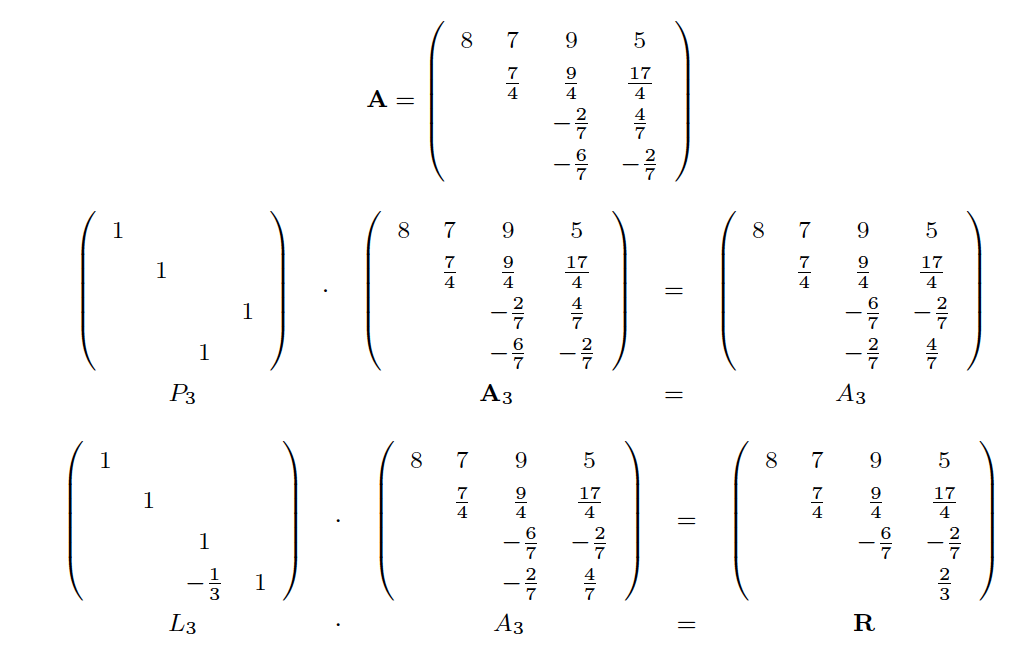 8 7 9 5
7/4 9/4 17/4
A =
−2/7 4/7
−6/7 −2/7
1 8 7 9 5 8 7 9 5
1 7/4 9/4 17/4 7/4 9/4 17/4
· =
1 −2/7 4/7 −6/7 −2/7
1 −6/7 −2/7 −2/7 4/7
P₃ A₃ = A₃
1 8 7 9 5 8 7 9 5
1 7/4 9/4 17/4 7/4 9/4 17/4
· =
1 −6/7 −2/7 −6/7 −2/7
−1/3 1 −2/7 4/7 2/3
L₃ · A₃ = R